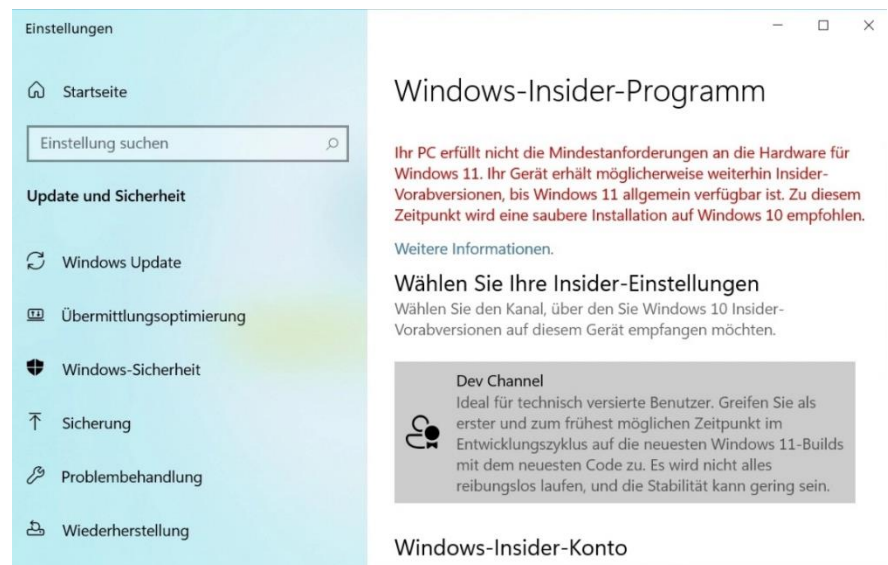 Einstellungen
Startseite
Einstellung suchen
Update und Sicherheit
Windows Update
Übermittlungsoptimierung
Windows-Sicherheit
Sicherung
Problembehandlung
Wiederherstellung
Windows-Insider-Programm
Ihr PC erfüllt nicht die Mindestanforderungen an die Hardware für
Windows 11. Ihr Gerät erhält möglicherweise weiterhin Insider-
Vorabversionen, bis Windows 11 allgemein verfügbar ist. Zu diesem
Zeitpunkt wird eine saubere Installation auf Windows 10 empfohlen.
Weitere Informationen.
Wählen Sie Ihre Insider-Einstellungen
Wählen Sie den Kanal, über den Sie Windows 10 Insider-
Vorabversionen auf diesem Gerät empfangen möchten.
Dev Channel
Ideal für technisch versierte Benutzer. Greifen Sie als
erster und zum frühest möglichen Zeitpunkt im
Entwicklungszyklus auf die neuesten Windows 11-Builds
mit dem neuesten Code zu. Es wird nicht alles
reibungslos laufen, und die Stabilität kann gering sein.
Windows-Insider-Konto